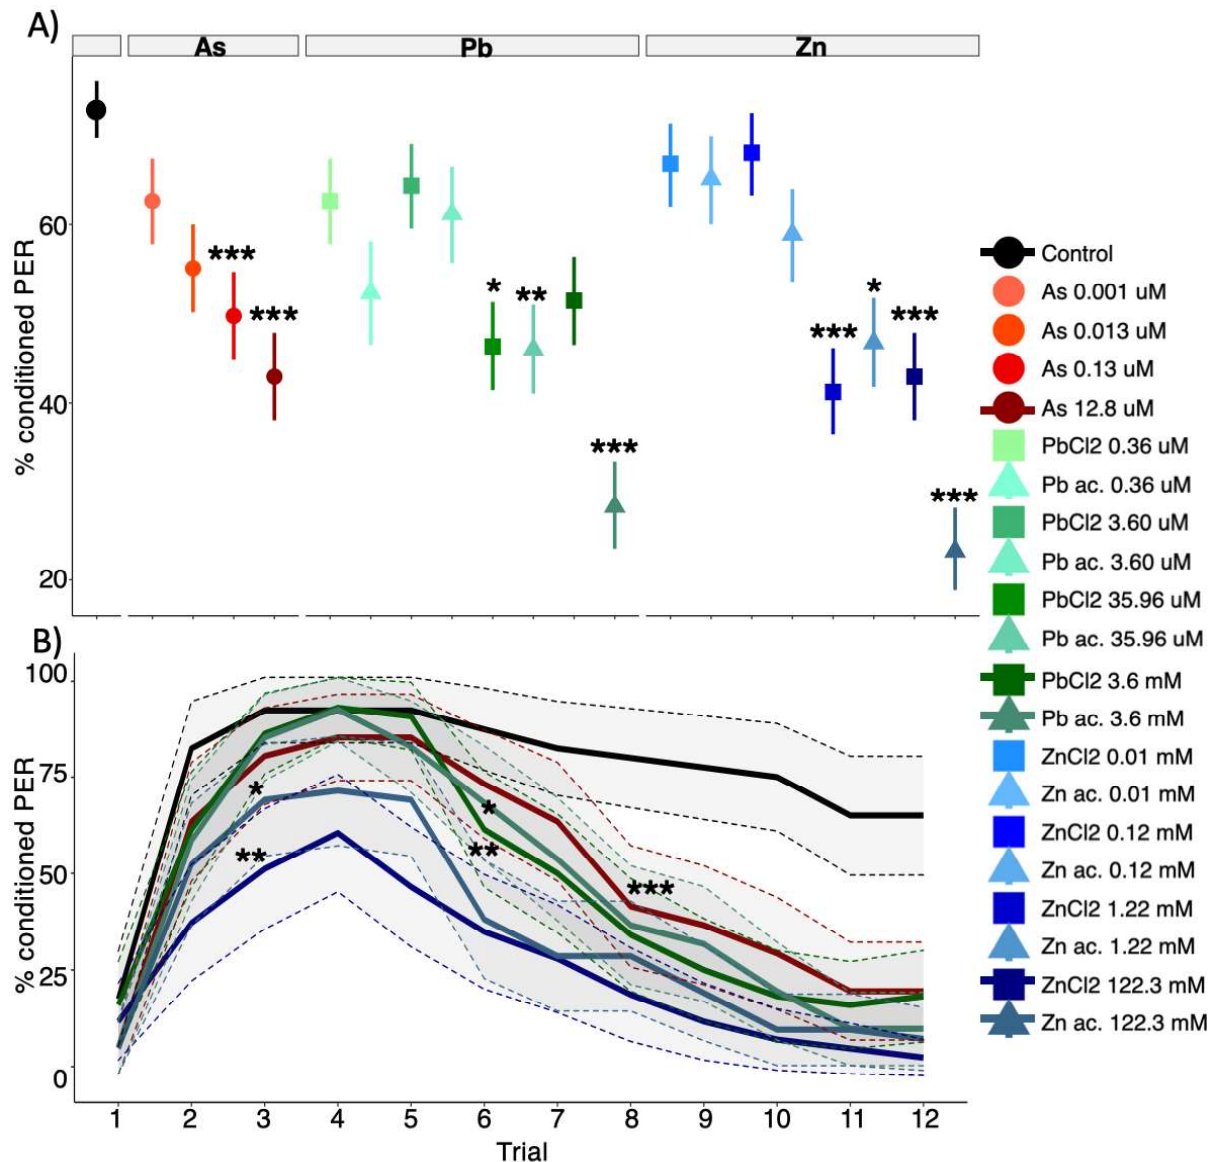 A)
As Pb Zn
% conditioned PER
60
40
20
***
***
*
**
***
***
*
***
***
B)
% conditioned PER
100
75
50
25
0
*
**
*
**
***
1 2 3 4 5 6 7 8 9 10 11 12
Trial
Control
As 0.001 uM
As 0.013 uM
As 0.13 uM
As 12.8 uM
PbCl2 0.36 uM
Pb ac. 0.36 uM
PbCl2 3.60 uM
Pb ac. 3.60 uM
PbCl2 35.96 uM
Pb ac. 35.96 uM
PbCl2 3.6 mM
Pb ac. 3.6 mM
ZnCl2 0.01 mM
Zn ac. 0.01 mM
ZnCl2 0.12 mM
Zn ac. 0.12 mM
ZnCl2 1.22 mM
Zn ac. 1.22 mM
ZnCl2 122.3 mM
Zn ac. 122.3 mM